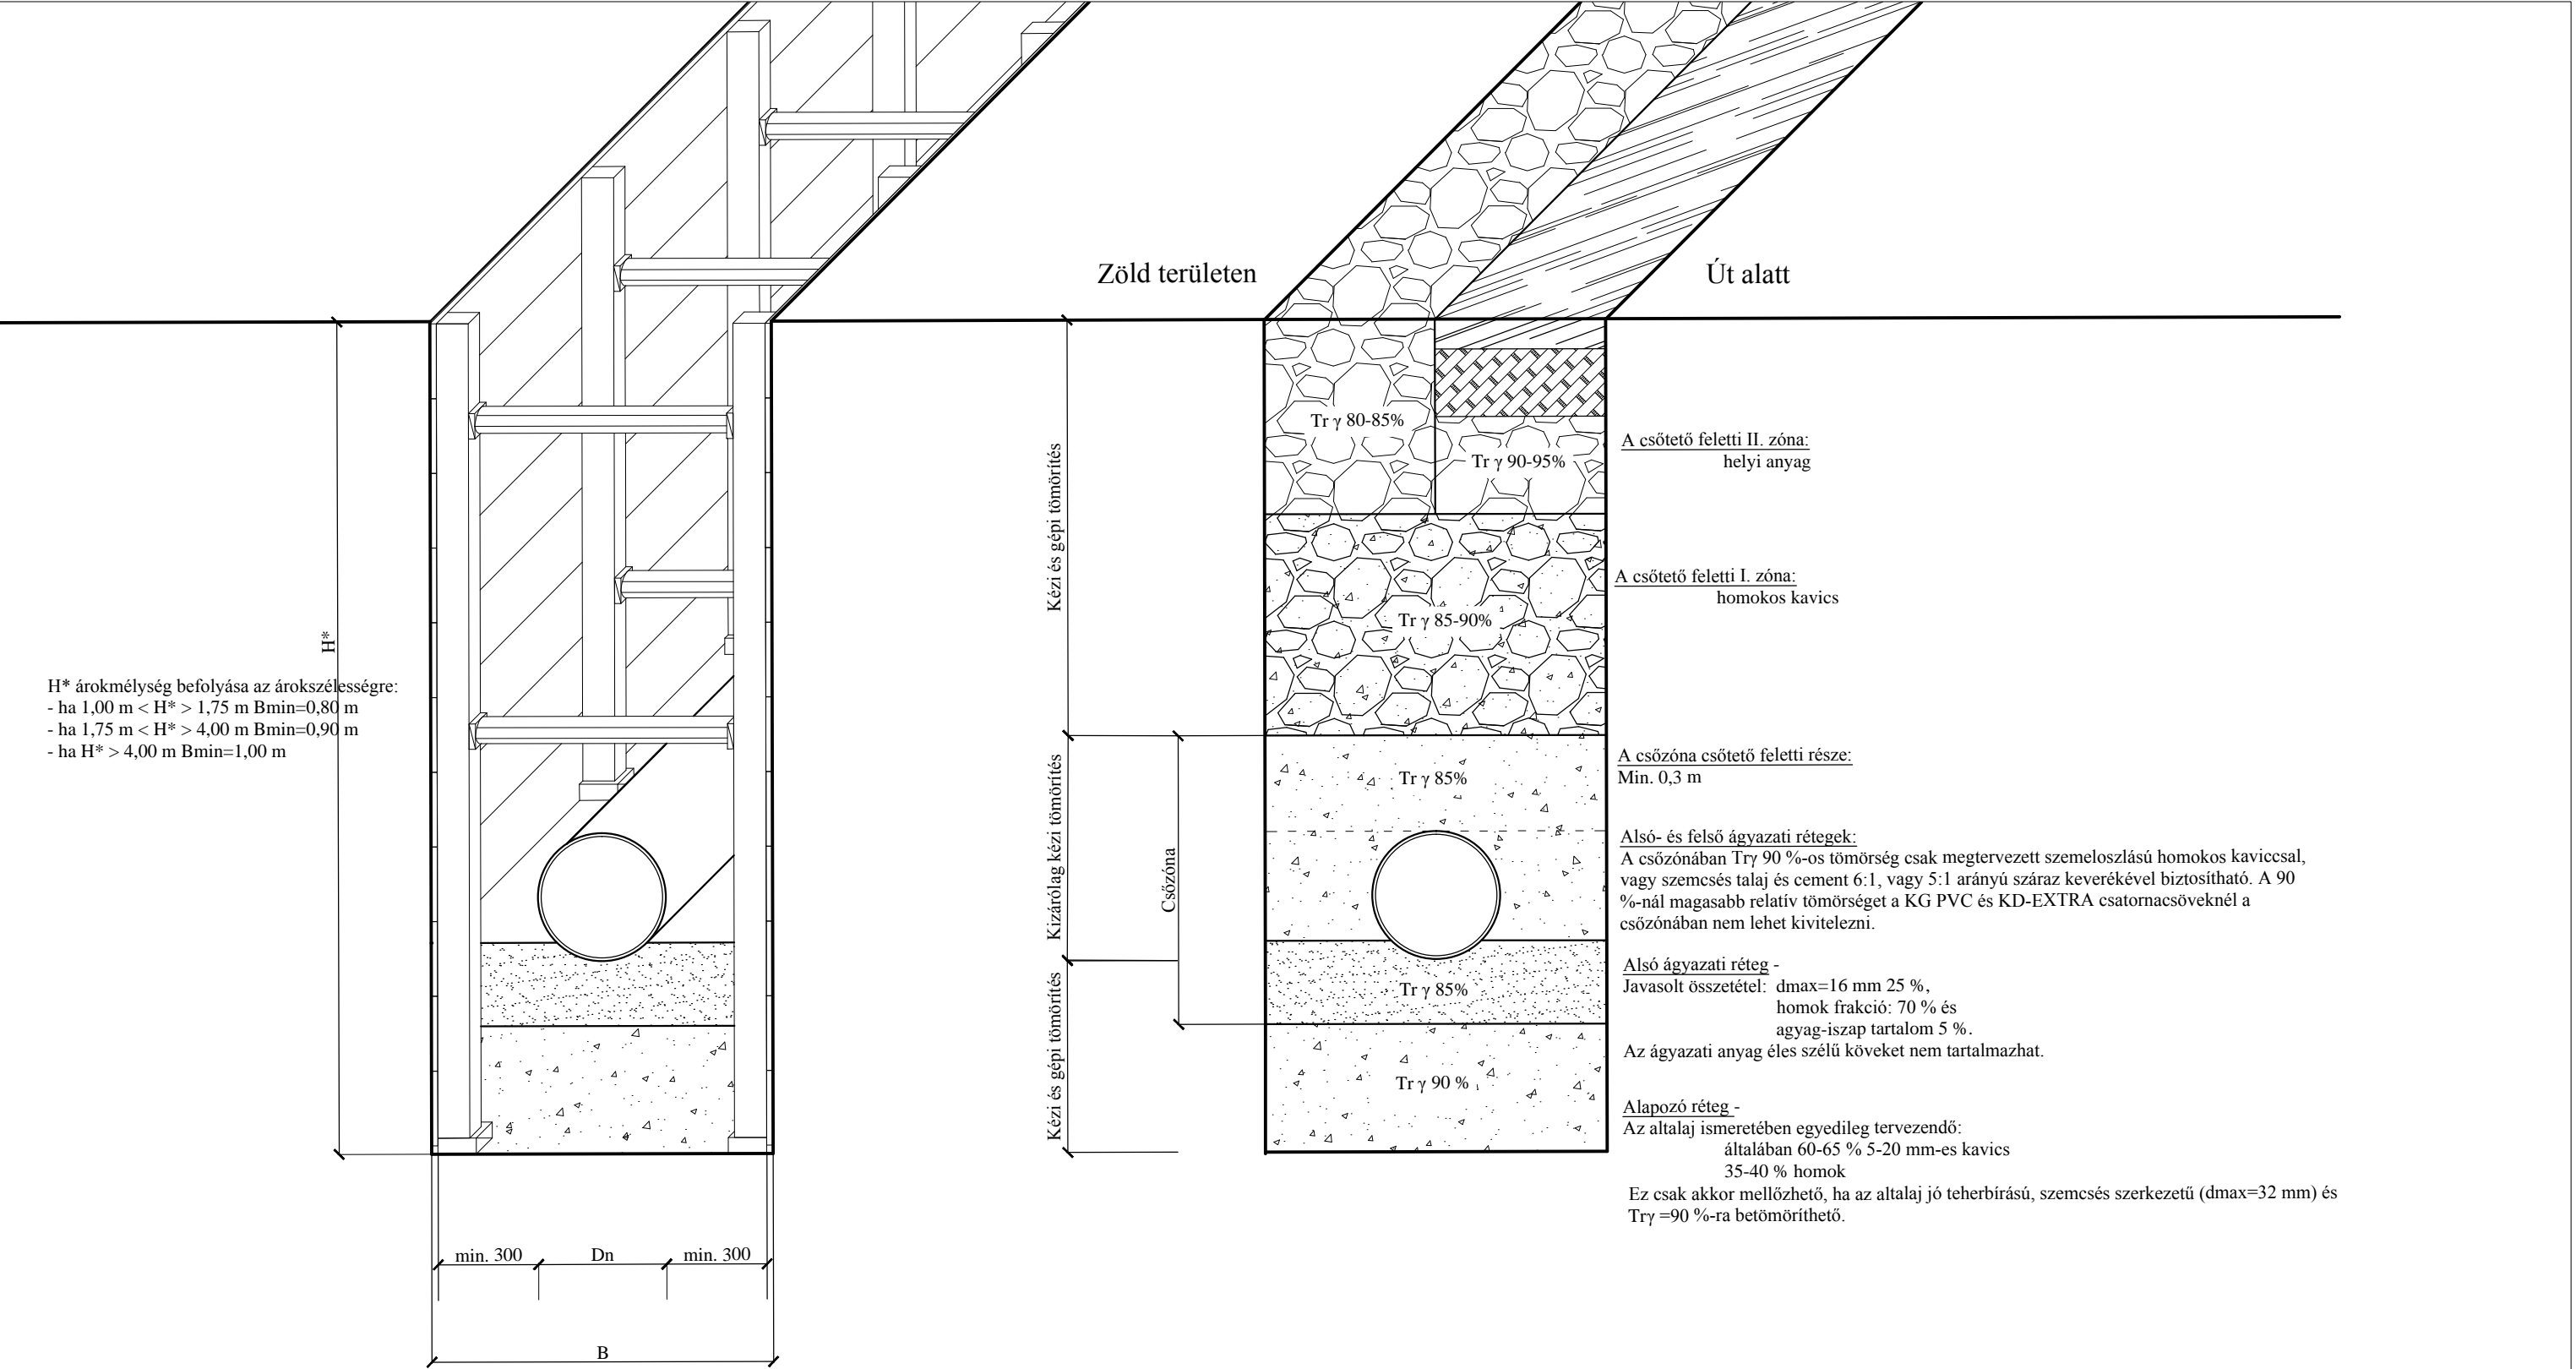 Zöld területen
Út alatt
H*
H* árokmélység befolyása az árokszélességre:
- ha 1,00 m < H* > 1,75 m Bmin=0,80 m
- ha 1,75 m < H* > 4,00 m Bmin=0,90 m
- ha H* > 4,00 m Bmin=1,00 m
min. 300
Dn
min. 300
B
Kézi és gépi tömörítés
Kizárólag kézi tömörítés
Kézi és gépi tömörítés
Csőzóna
Tr γ 80-85%
Tr γ 90-95%
Tr γ 85-90%
Tr γ 85%
Tr γ 85%
Tr γ 90 %
A csőtető feletti II. zóna:
helyi anyag
A csőtető feletti I. zóna:
homokos kavics
A csőzóna csőtető feletti része:
Min. 0,3 m
Alsó- és felső ágyazati rétegek:
A csőzónában Trγ 90 %-os tömörség csak megtervezett szemeloszlású homokos kaviccsal,
vagy szemcsés talaj és cement 6:1, vagy 5:1 arányú száraz keverékével biztosítható. A 90
%-nál magasabb relatív tömörséget a KG PVC és KD-EXTRA csatornacsöveknél a
csőzónában nem lehet kivitelezni.
Alsó ágyazati réteg -
Javasolt összetétel: dmax=16 mm 25 %,
homok frakció: 70 % és
agyag-iszap tartalom 5 %.
Az ágyazati anyag éles szélű köveket nem tartalmazhat.
Alapozó réteg -
Az altalaj ismeretében egyedileg tervezendő:
általában 60-65 % 5-20 mm-es kavics
35-40 % homok
Ez csak akkor mellőzhető, ha az altalaj jó teherbírású, szemcsés szerkezetű (dmax=32 mm) és
Trγ =90 %-ra betömöríthető.